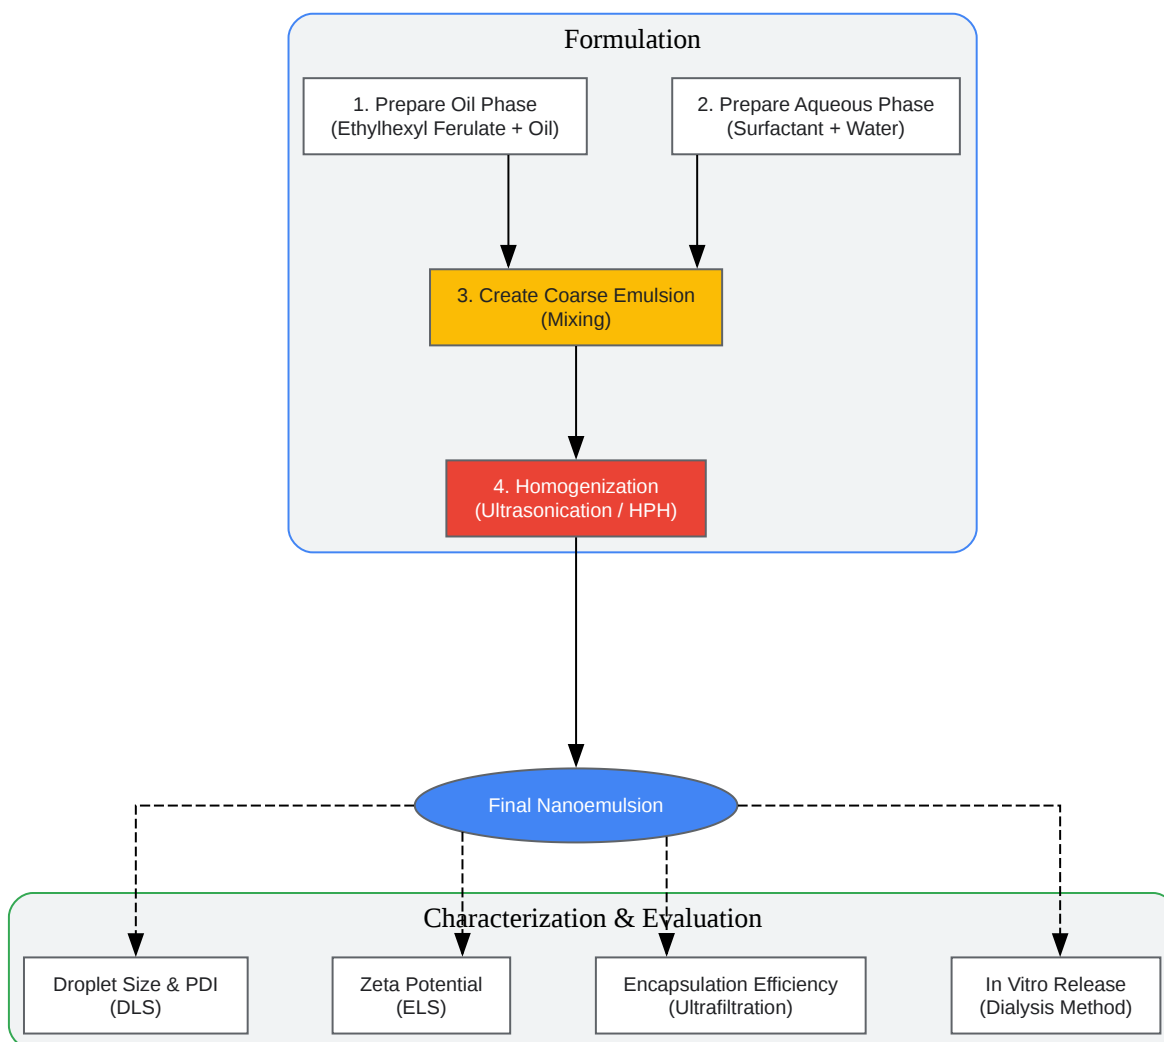 Formulation
1. Prepare Oil Phase
(Ethylhexyl Ferulate + Oil)
2. Prepare Aqueous Phase
(Surfactant + Water)
3. Create Coarse Emulsion
(Mixing)
4. Homogenization
(Ultrasonication / HPH)
Final Nanoemulsion
Characterization & Evaluation
Droplet Size & PDI
(DLS)
Zeta Potential
(ELS)
Encapsulation Efficiency
(Ultrafiltration)
In Vitro Release
(Dialysis Method)